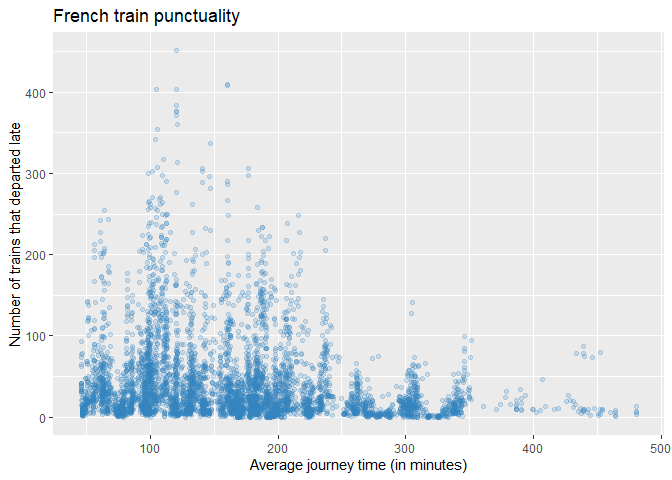 French train punctuality
Number of trains that departed late
400
300
200
100
0
100 200 300 400 500
Average journey time (in minutes)